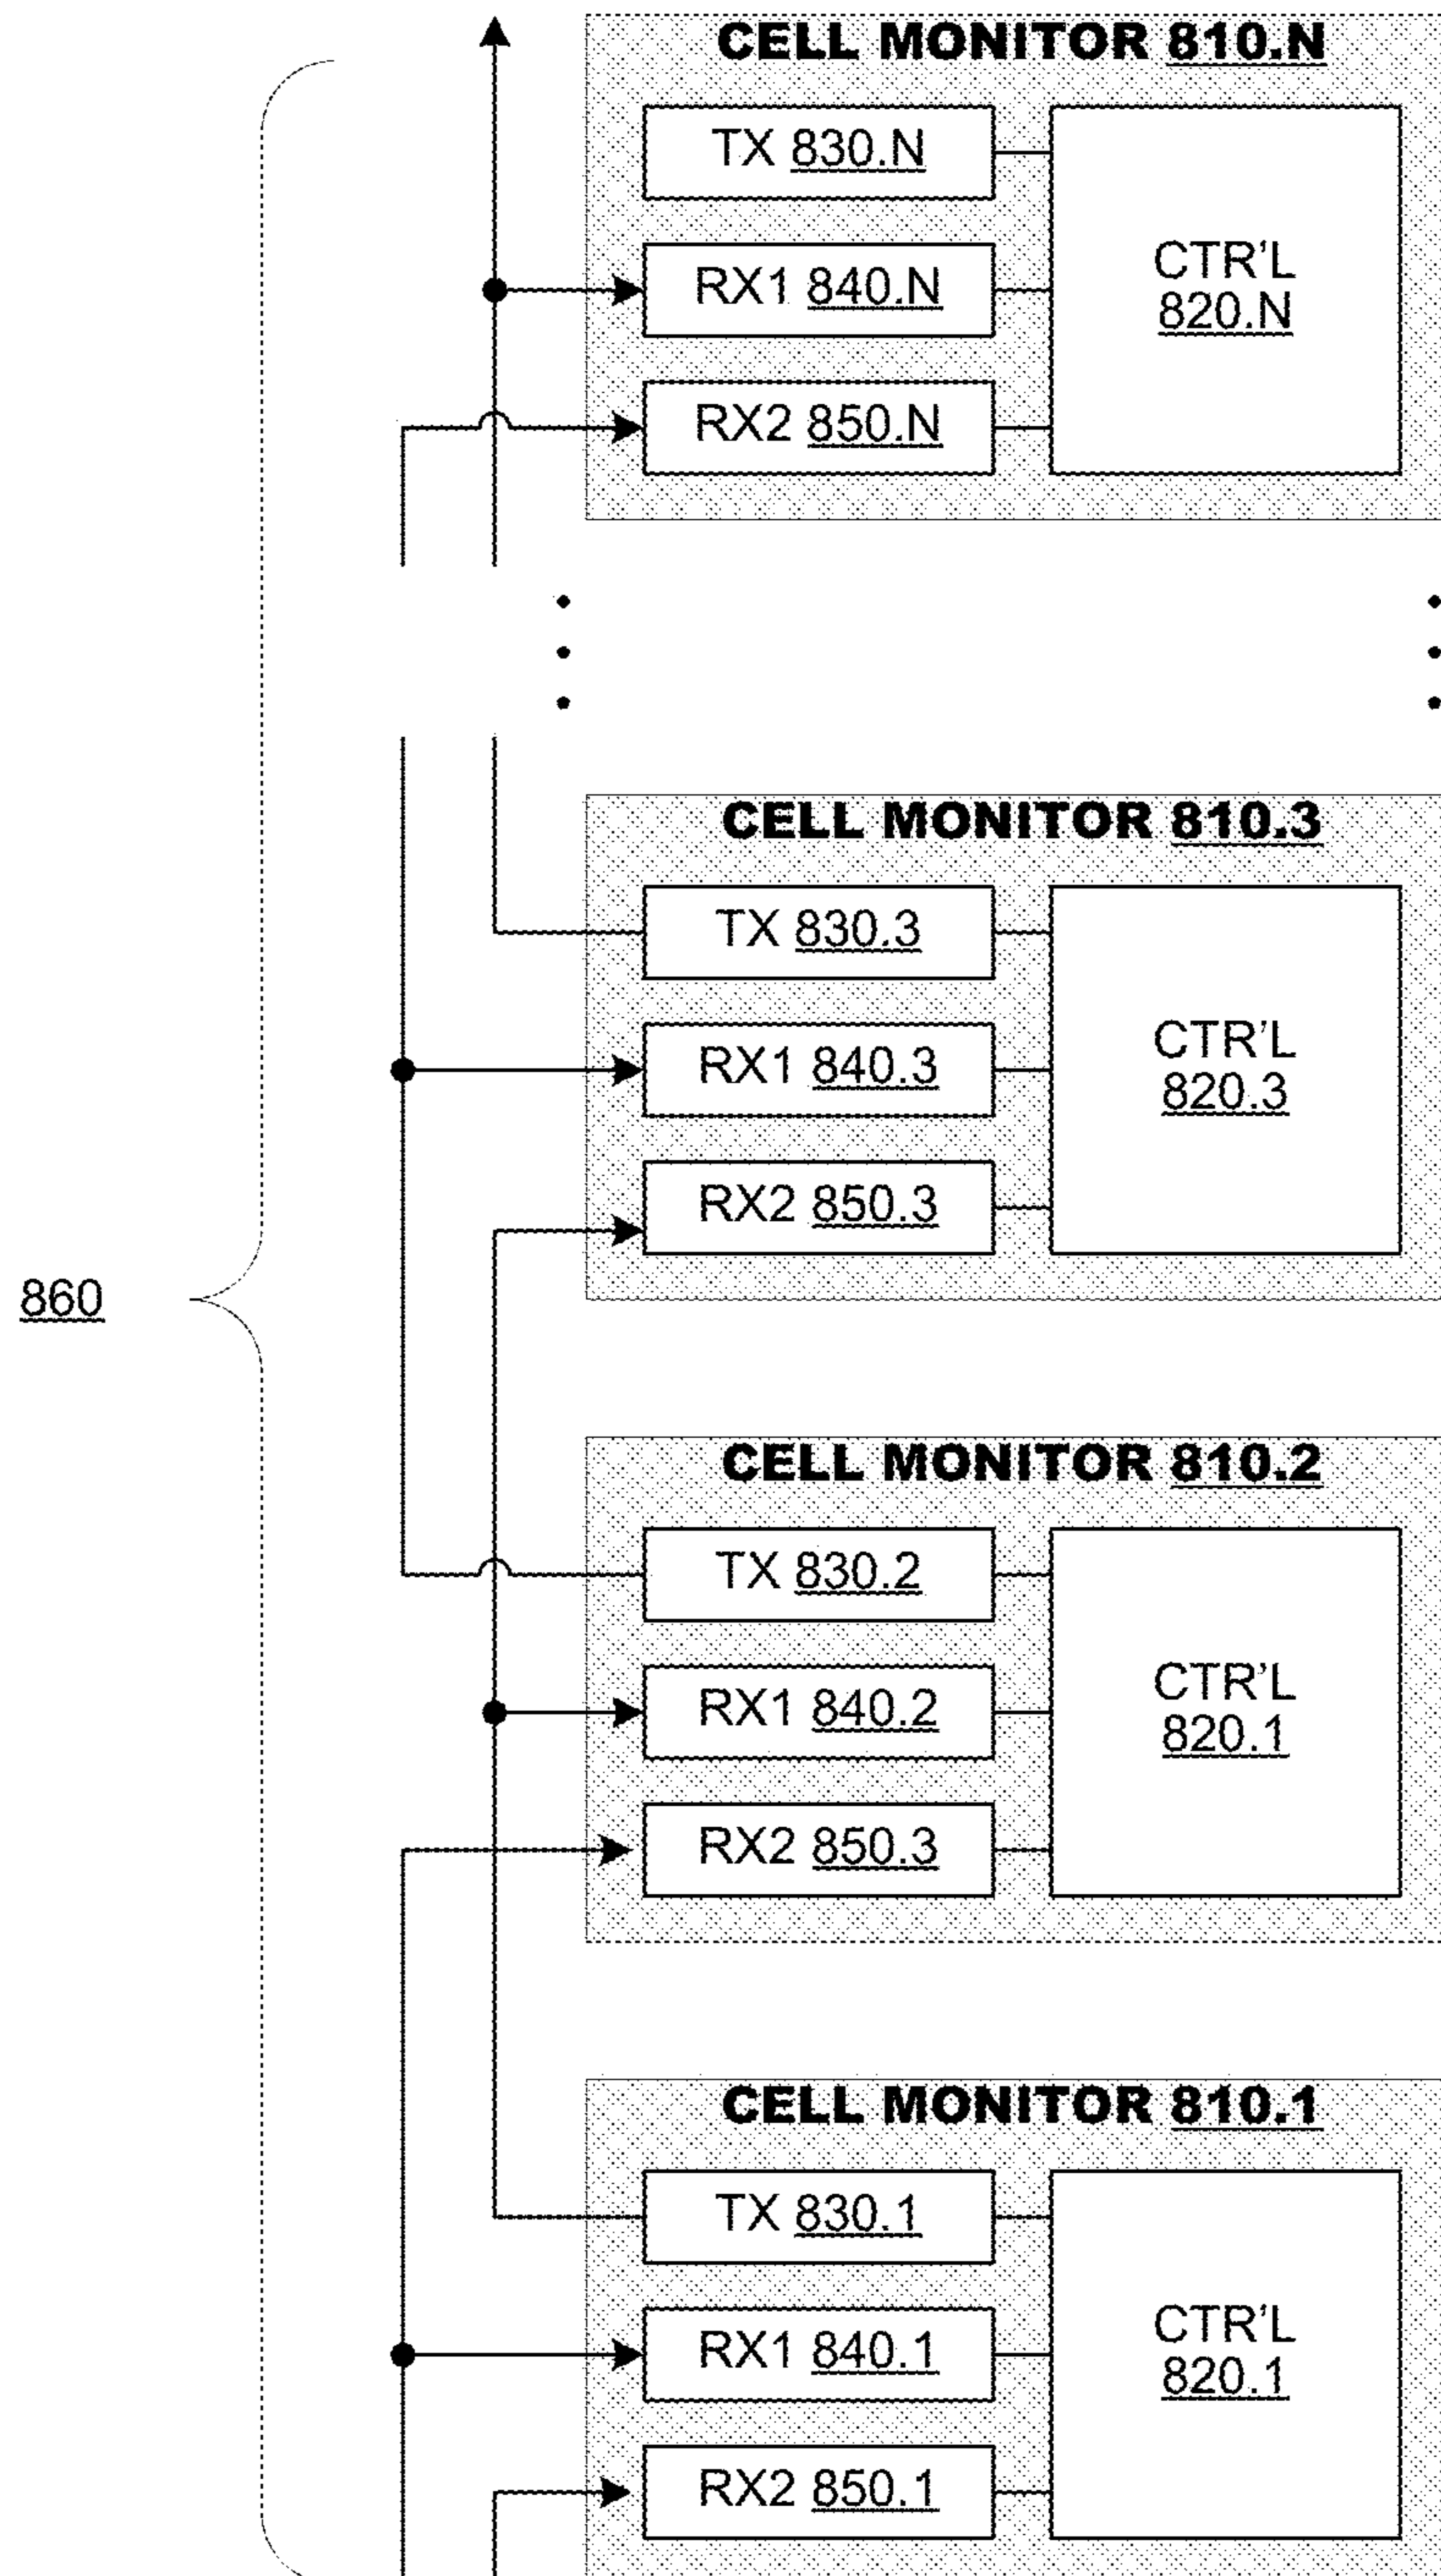 CELL MONITOR 810.N
TX 830.N
RX1 840.N
RX2 850.N
CTR'L
820.N
CELL MONITOR 810.3
TX 830.3
RX1 840.3
RX2 850.3
CTR'L
820.3
860
CELL MONITOR 810.2
TX 830.2
RX1 840.2
RX2 850.3
CTR'L
820.1
CELL MONITOR 810.1
TX 830.1
RX1 840.1
RX2 850.1
CTR'L
820.1